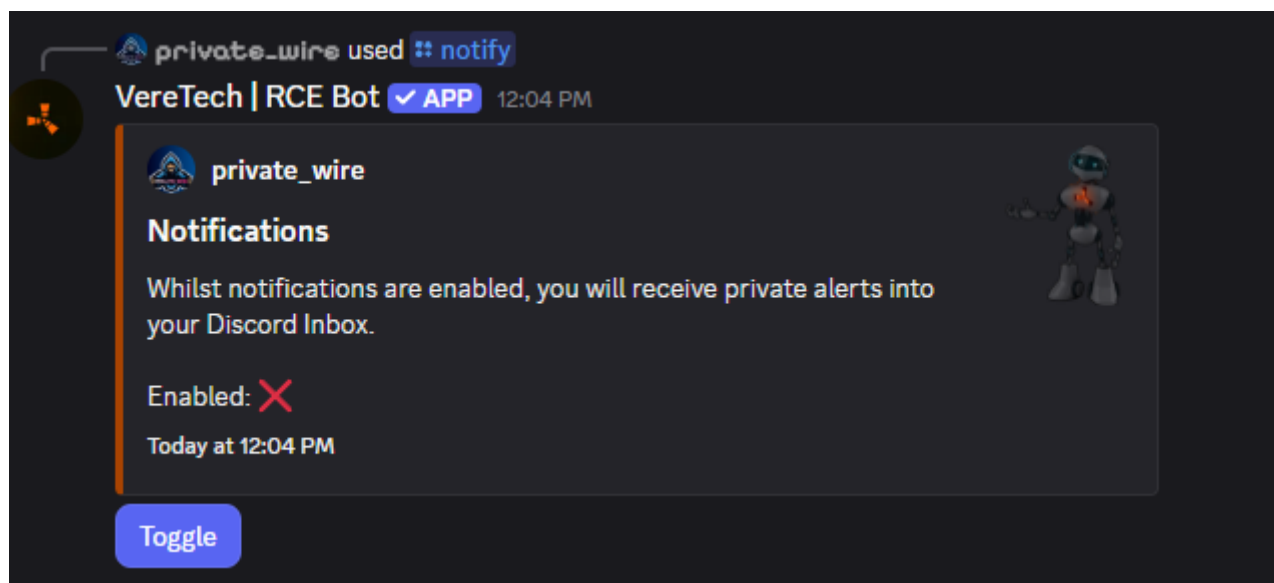 private_wire used notify
VereTech | RCE Bot ✓ APP 12:04 PM
private_wire
Notifications
Whilst notifications are enabled, you will receive private alerts into
your Discord Inbox.
Enabled: ❌
Today at 12:04 PM
Toggle